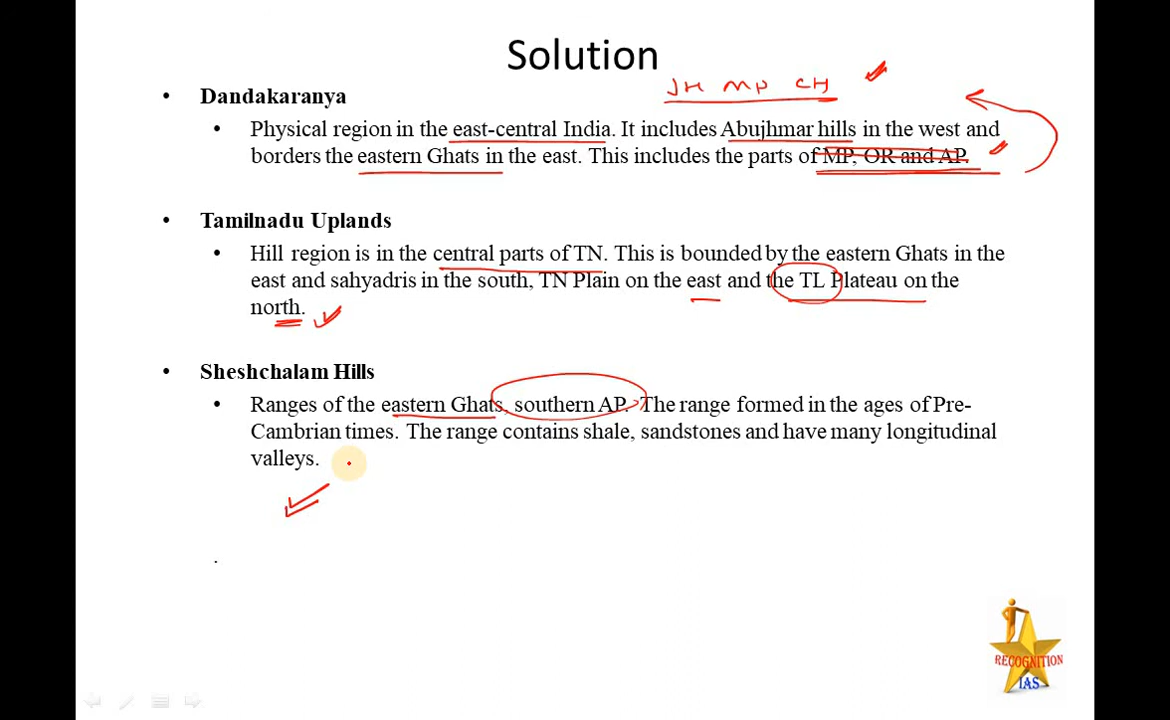 Solution
JH MP CH
• Dandakaranya
• Physical region in the east-central India. It includes Abujhmar hills in the west and
borders the eastern Ghats in the east. This includes the parts of MP, OR and AP.
• Tamilnadu Uplands
• Hill region is in the central parts of TN. This is bounded by the eastern Ghats in the
east and sahyadris in the south, TN Plain on the east and the TL Plateau on the
north.
• Sheshchalam Hills
• Ranges of the eastern Ghats, southern AP. The range formed in the ages of Pre-
Cambrian times. The range contains shale, sandstones and have many longitudinal
valleys.
.
RECOGNITION
IAS